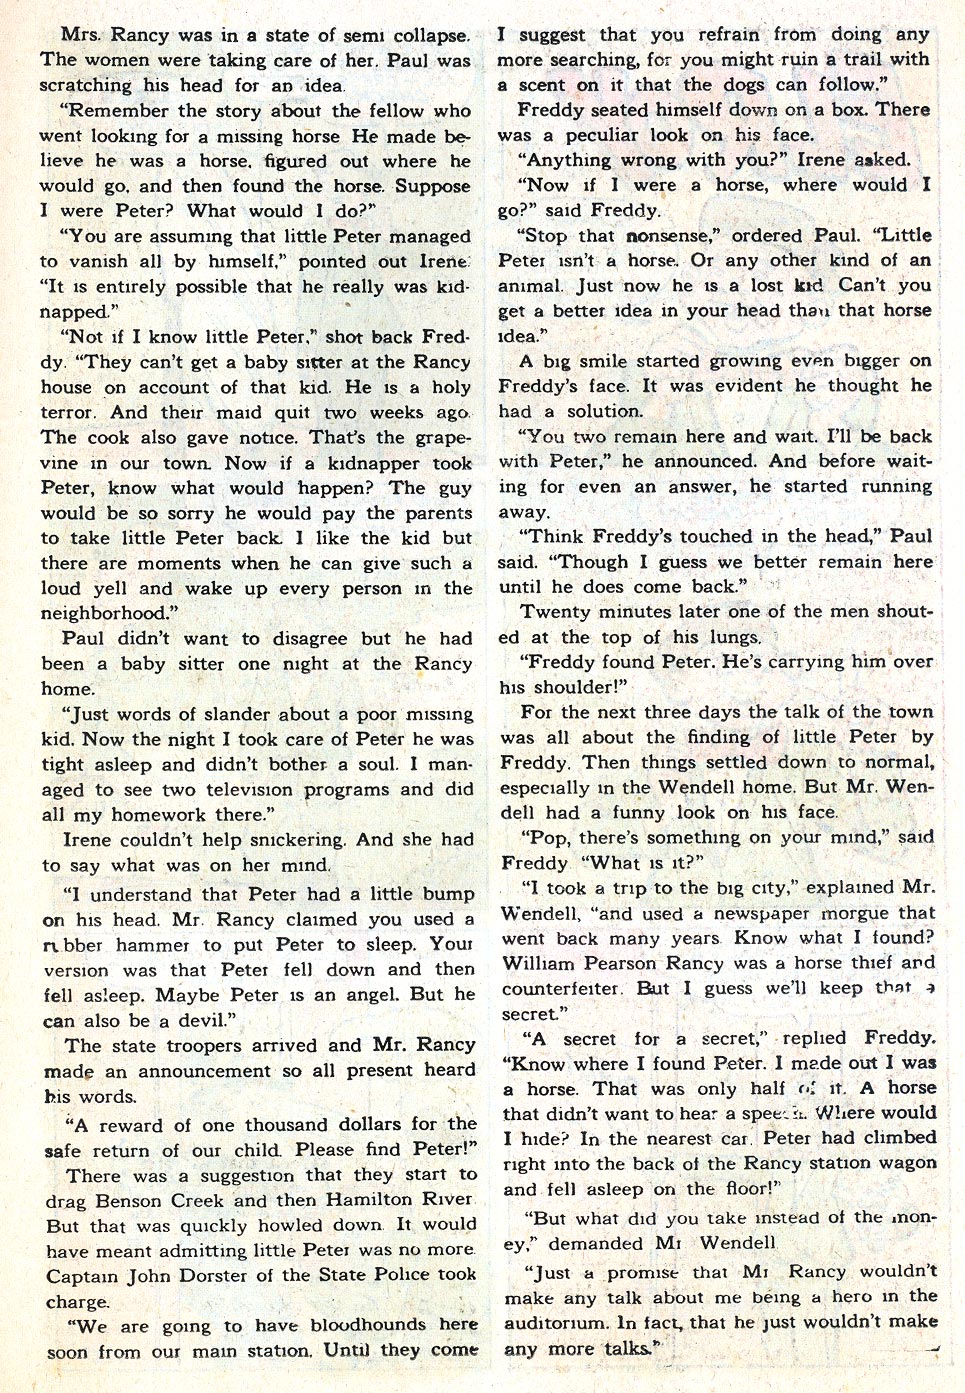 Mrs. Rancy was in a state of semi collapse.
The women were taking care of her. Paul was
scratching his head for an idea.
“Remember the story about the fellow who
went looking for a missing horse He made be-
lieve he was a horse, figured out where he
would go, and then found the horse. Suppose
I were Peter? What would I do?”
“You are assuming that little Peter managed
to vanish all by himself,” pointed out Irene.
“It is entirely possible that he really was kid-
napped.”
“Not if I know little Peter,” shot back Fred-
dy. “They can’t get a baby sitter at the Rancy
house on account of that kid. He is a holy
terror. And their maid quit two weeks ago.
The cook also gave notice. That’s the grape-
vine in our town. Now if a kidnapper took
Peter, know what would happen? The guy
would be so sorry he would pay the parents
to take little Peter back. I like the kid but
there are moments when he can give such a
loud yell and wake up every person in the
neighborhood.”
Paul didn’t want to disagree but he had
been a baby sitter one night at the Rancy
home.
“Just words of slander about a poor missing
kid. Now the night I took care of Peter he was
tight asleep and didn’t bother a soul. I man-
aged to see two television programs and did
all my homework there.”
Irene couldn’t help snickering. And she had
to say what was on her mind.
“I understand that Peter had a little bump
on his head. Mr. Rancy claimed you used a
rubber hammer to put Peter to sleep. Your
version was that Peter fell down and then
fell asleep. Maybe Peter is an angel. But he
can also be a devil.”
The state troopers arrived and Mr. Rancy
made an announcement so all present heard
his words.
“A reward of one thousand dollars for the
safe return of our child. Please find Peter!”
There was a suggestion that they start to
drag Benson Creek and then Hamilton River.
But that was quickly howled down. It would
have meant admitting little Peter was no more.
Captain John Dorster of the State Police took
charge.
“We are going to have bloodhounds here
soon from our main station. Until they come
I suggest that you refrain from doing any
more searching, for you might ruin a trail with
a scent on it that the dogs can follow.”
Freddy seated himself down on a box. There
was a peculiar look on his face.
“Anything wrong with you?” Irene asked.
“Now if I were a horse, where would I
go?” said Freddy.
“Stop that nonsense,” ordered Paul. “Little
Peter isn’t a horse. Or any other kind of an
animal. Just now he is a lost kid. Can’t you
get a better idea in your head than that horse
idea.”
A big smile started growing even bigger on
Freddy’s face. It was evident he thought he
had a solution.
“You two remain here and wait. I’ll be back
with Peter,” he announced. And before wait-
ing for even an answer, he started running
away.
“Think Freddy’s touched in the head,” Paul
said. “Though I guess we better remain here
until he does come back.”
Twenty minutes later one of the men shout-
ed at the top of his lungs.
“Freddy found Peter. He’s carrying him over
his shoulder!”
For the next three days the talk of the town
was all about the finding of little Peter by
Freddy. Then things settled down to normal,
especially in the Wendell home. But Mr. Wen-
dell had a funny look on his face.
“Pop, there’s something on your mind,” said
Freddy. “What is it?”
“I took a trip to the big city,” explained Mr.
Wendell, “and used a newspaper morgue that
went back many years. Know what I found?
William Pearson Rancy was a horse thief and
counterfeiter. But I guess we’ll keep that a
secret.”
“A secret for a secret,” replied Freddy.
“Know where I found Peter. I made out I was
a horse. That was only half of it. A horse
that didn’t want to hear a speech. Where would
I hide? In the nearest car. Peter had climbed
right into the back of the Rancy station wagon
and fell asleep on the floor!”
“But what did you take instead of the mon-
ey,” demanded Mr Wendell
“Just a promise that Mr Rancy wouldn’t
make any talk about me being a hero in the
auditorium. In fact, that he just wouldn’t make
any more talks.”